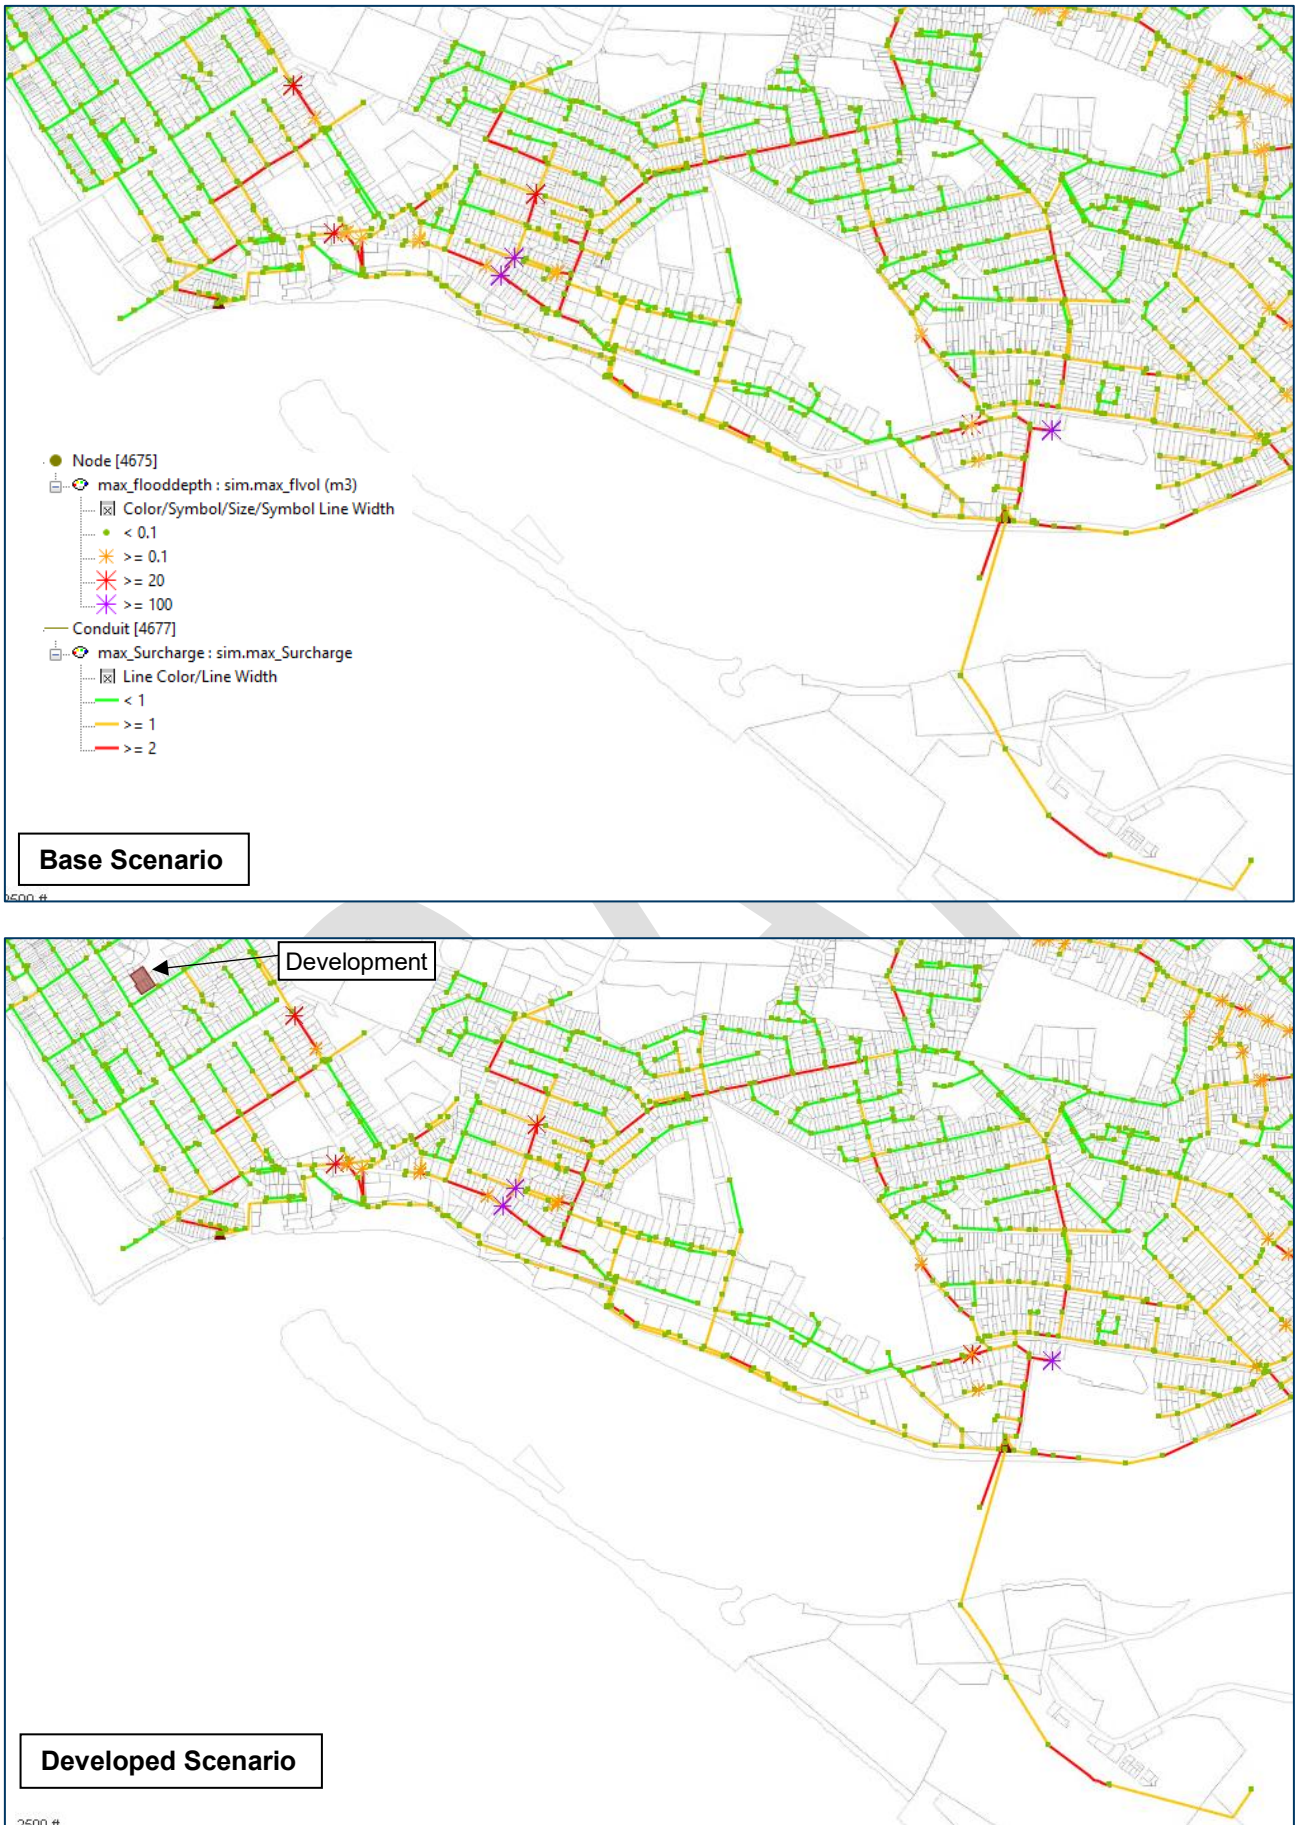 Node [4675]
max_flooddepth : sim.max_flvol (m3)
Color/Symbol/Size/Symbol Line Width
< 0.1
>= 0.1
>= 20
>= 100
Conduit [4677]
max_Surcharge : sim.max_Surcharge
Line Color/Line Width
< 1
>= 1
>= 2
Base Scenario
Development
Developed Scenario